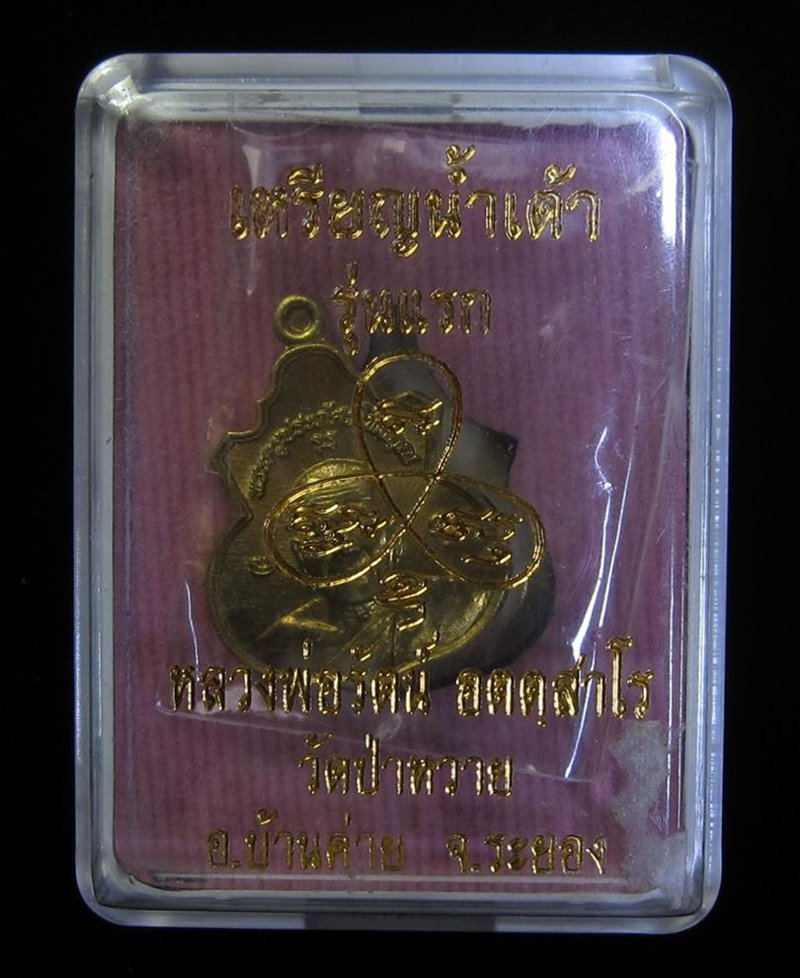 เหรียญน้ำเต้า
รุ่นแรก
หลวงพ่อรัตน์ อตตฺสาโร
วัดป่าหวาย
อ.บ้านค่าย จ.ระยอง